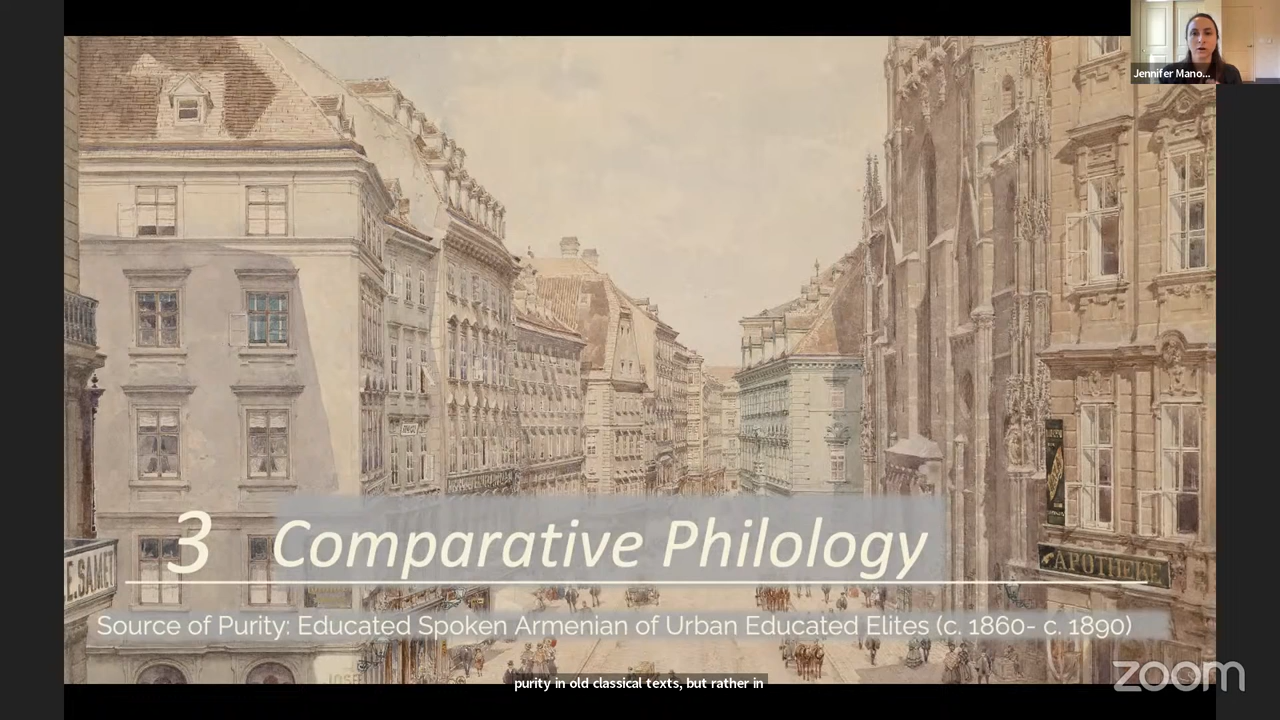 Jennifer Mano...
3 Comparative Philology
Source of Purity: Educated Spoken Armenian of Urban Educated Elites (c. 1860- c. 1890)
E.SAMET
APOTHEKE
JOSE
purity in old classical texts, but rather in
zoom